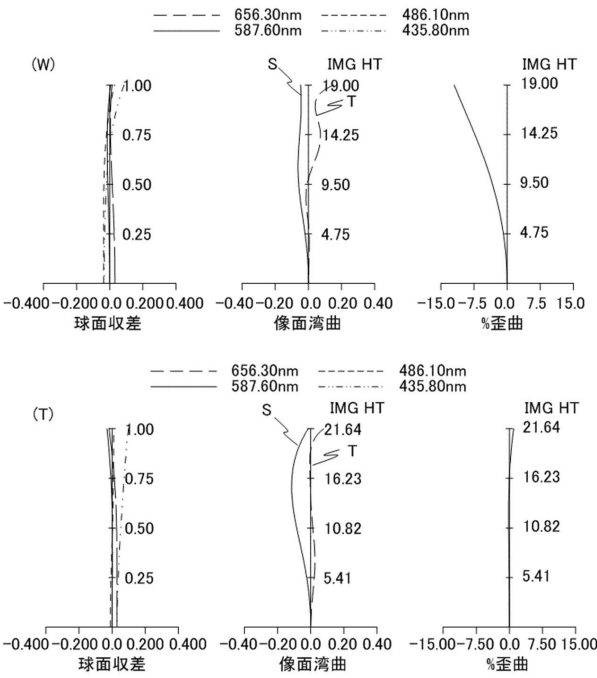 656.30nm 486.10nm
587.60nm 435.80nm
(W) S IMG HT IMG HT
1.00 19.00 19.00
T
0.75 14.25 14.25
0.50 9.50 9.50
0.25 4.75 4.75
-0.400 -0.200 0.0 0.200 0.400 -0.40 -0.20 0.0 0.20 0.40 -15.0 -7.5 0.0 7.5 15.0
球面収差 像面湾曲 %歪曲
656.30nm 486.10nm
587.60nm 435.80nm
(T) S IMG HT IMG HT
1.00 21.64 21.64
T
0.75 16.23 16.23
0.50 10.82 10.82
0.25 5.41 5.41
-0.400 -0.200 0.0 0.200 0.400 -0.40 -0.20 0.0 0.20 0.40 -15.00 -7.50 0.0 7.50 15.00
球面収差 像面湾曲 %歪曲